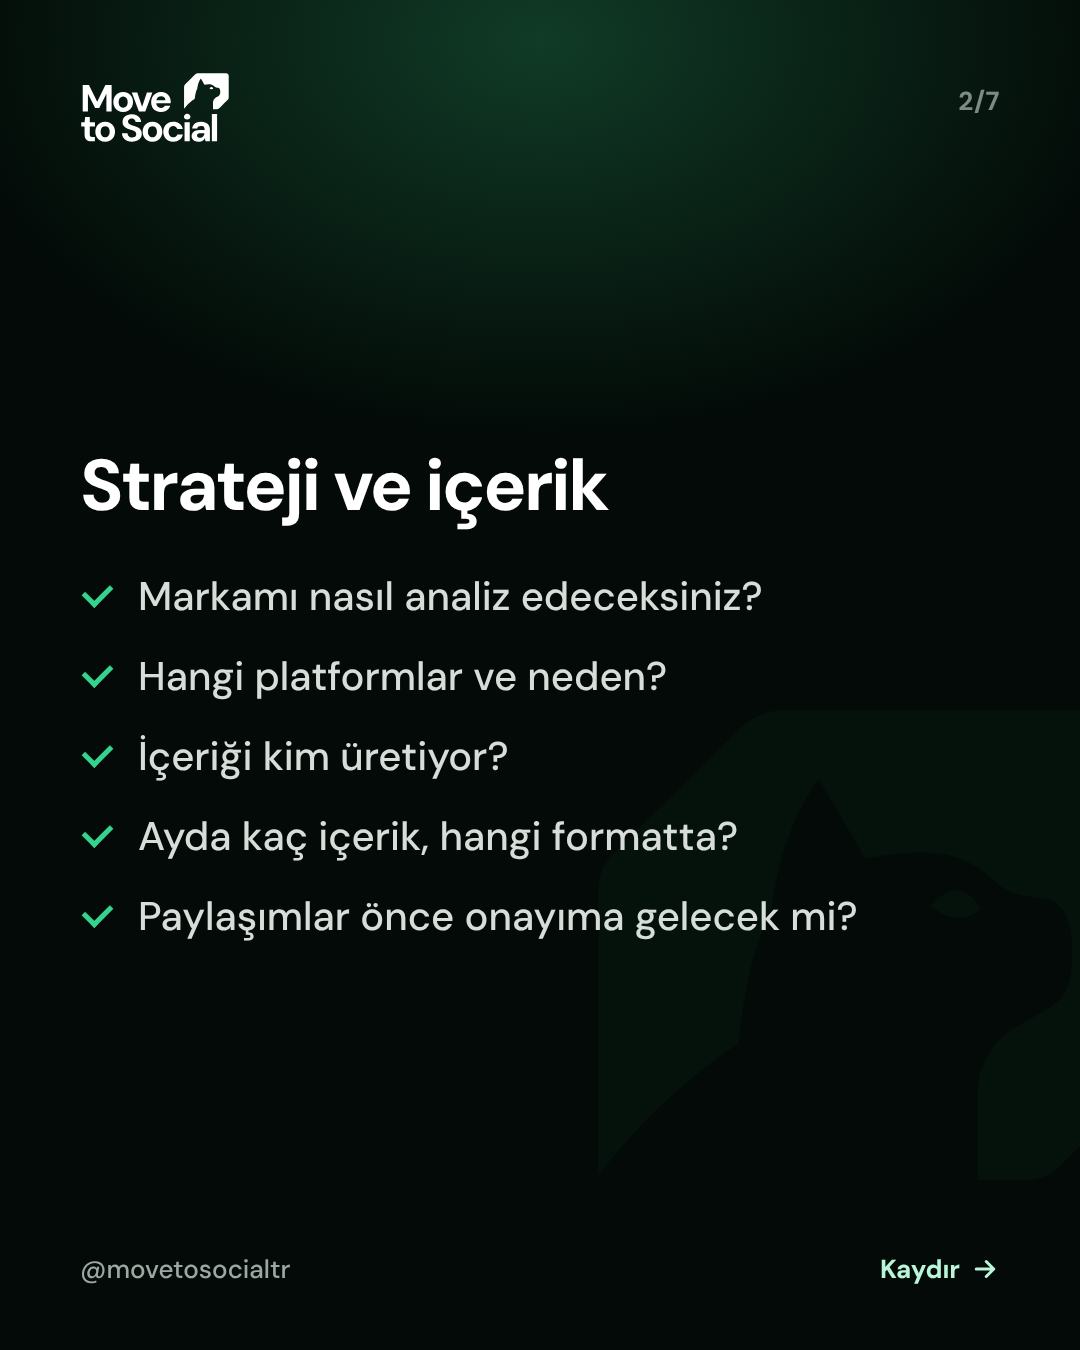 Move
to Social
2/7
Strateji ve içerik
Markamı nasıl analiz edeceksiniz?
Hangi platformlar ve neden?
İçeriği kim üretiyor?
Ayda kaç içerik, hangi formatta?
Paylaşımlar önce onayıma gelecek mi?
@movetosocialtr
Kaydır →